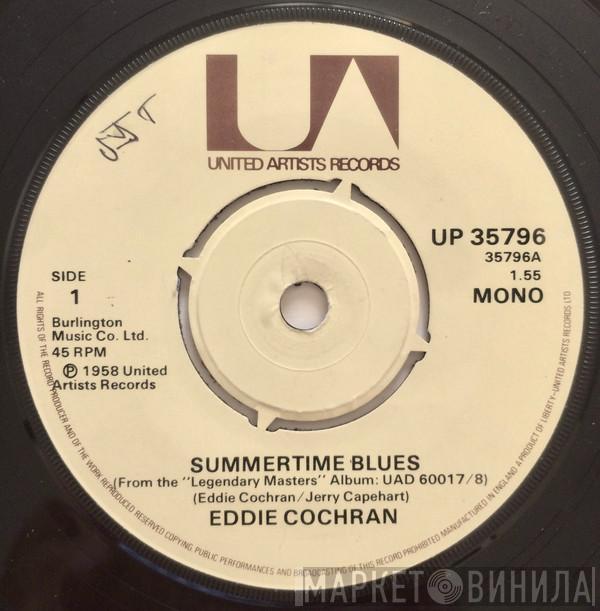 UA
UNITED ARTISTS RECORDS
UP 35796
35796A
1.55
MONO
SIDE
1
Burlington
Music Co. Ltd.
45 RPM
Ⓟ 1958 United
Artists Records
SUMMERTIME BLUES
(From the "Legendary Masters" Album: UAD 60017/8)
(Eddie Cochran/Jerry Capehart)
EDDIE COCHRAN
ALL RIGHTS OF THE RECORD PRODUCER AND OF THE WORK REPRODUCED RESERVED COPYING PUBLIC PERFORMANCES AND BROADCASTING OF THIS RECORD PROHIBITED MANUFACTURED IN ENGLAND A PRODUCT OF LIBERTY-UNITED ARTISTS RECORDS LTD
МАРКЕТ ВИНИЛА